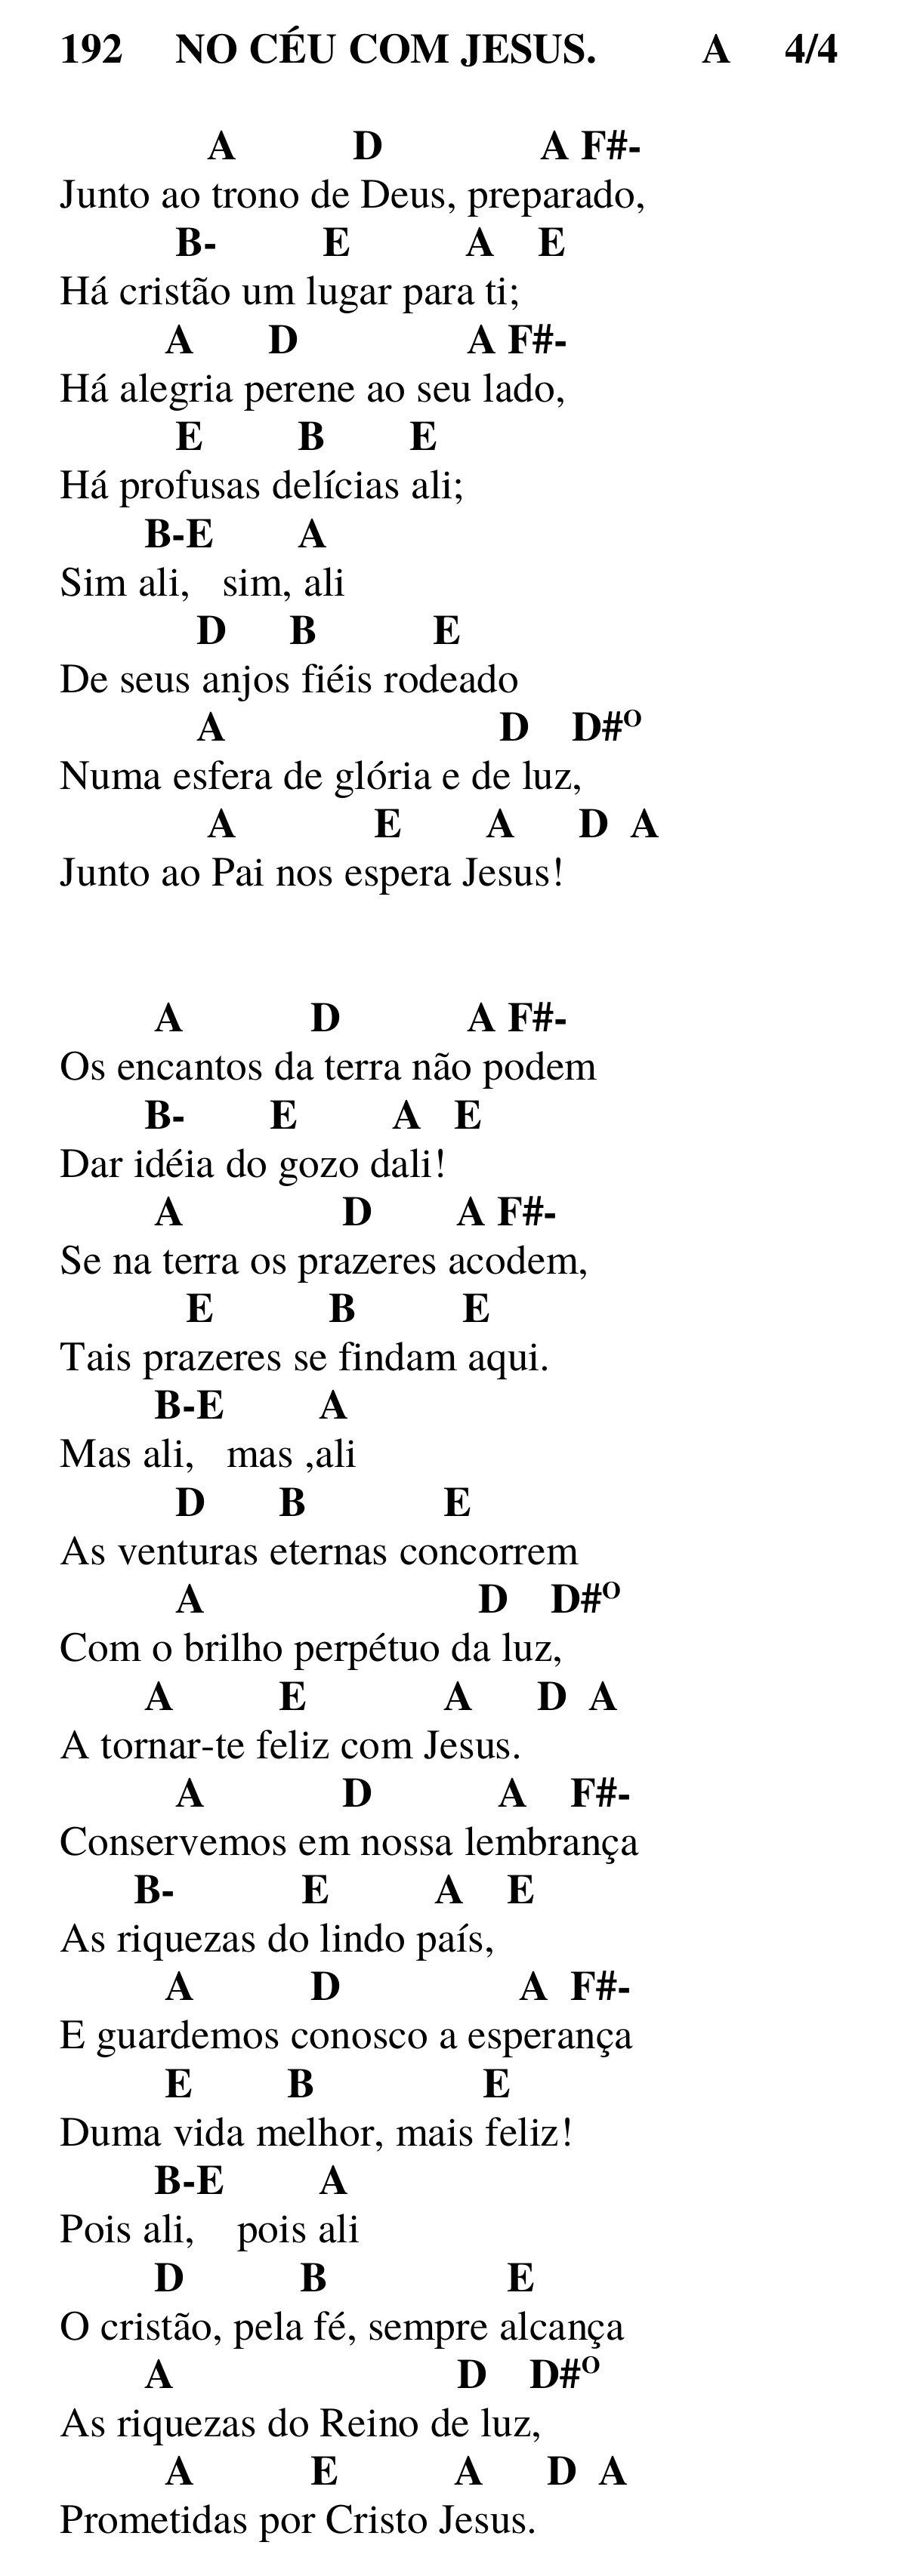 192 NO CÉU COM JESUS. A 4/4
A D A F#-
Junto ao trono de Deus, preparado,
B- E A E
Há cristão um lugar para ti;
A D A F#-
Há alegria perene ao seu lado,
E B E
Há profusas delícias ali;
B-E A
Sim ali, sim, ali
D B E
De seus anjos fiéis rodeado
A D D#º
Numa esfera de glória e de luz,
A E A D A
Junto ao Pai nos espera Jesus!
A D A F#-
Os encantos da terra não podem
B- E A E
Dar idéia do gozo dali!
A D A F#-
Se na terra os prazeres acodem,
E B E
Tais prazeres se findam aqui.
B-E A
Mas ali, mas ,ali
D B E
As venturas eternas concorrem
A D D#º
Com o brilho perpétuo da luz,
A E A D A
A tornar-te feliz com Jesus.
A D A F#-
Conservemos em nossa lembrança
B- E A E
As riquezas do lindo país,
A D A F#-
E guardemos conosco a esperança
E B E
Duma vida melhor, mais feliz!
B-E A
Pois ali, pois ali
D B E
O cristão, pela fé, sempre alcança
A D D#º
As riquezas do Reino de luz,
A E A D A
Prometidas por Cristo Jesus.